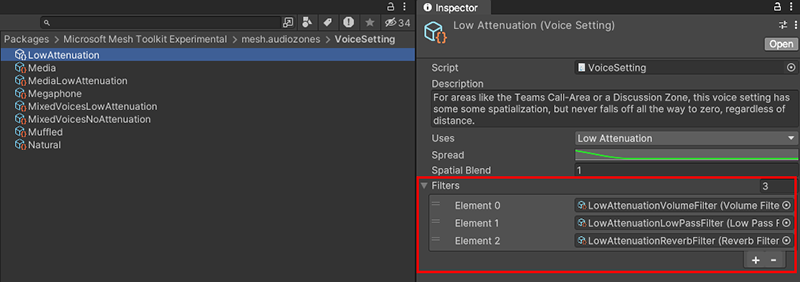 34
Packages › Microsoft Mesh Toolkit Experimental › mesh.audiozones › VoiceSetting
LowAttenuation
Media
MediaLowAttenuation
Megaphone
MixedVoicesLowAttenuation
MixedVoicesNoAttenuation
Muffled
Natural
Inspector
Low Attenuation (Voice Setting)
Open
Script VoiceSetting
Description
For areas like the Teams Call-Area or a Discussion Zone, this voice setting has
some some spatialization, but never falls off all the way to zero, regardless of
distance.
Uses Low Attenuation
Spread
Spatial Blend 1
Filters 3
Element 0 LowAttenuationVolumeFilter (Volume Filte
Element 1 LowAttenuationLowPassFilter (Low Pass F
Element 2 LowAttenuationReverbFilter (Reverb Filter
+ -